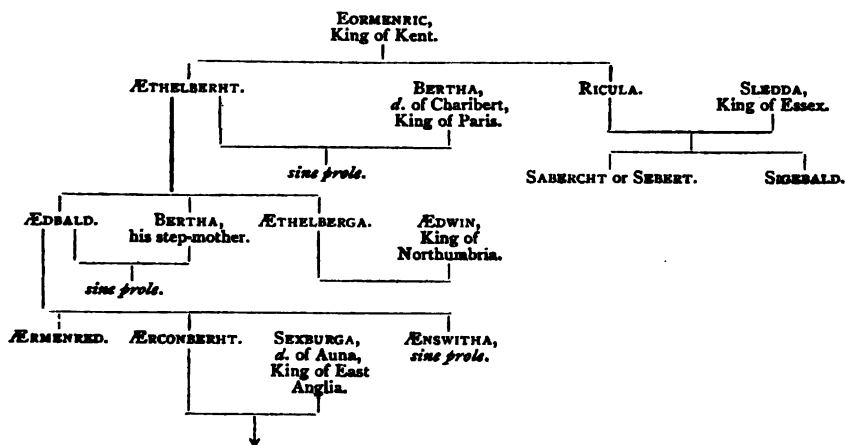 EORMENRIC,
King of Kent.
ÆTHELBERHT.
BERTHA,
d. of Charibert,
King of Paris.
RICULA.
SLEDDA,
King of Essex.
sine prole.
SABERCHT or SEBERT.
SIGEBALD.
ÆDBALD.
BERTHA,
his step-mother.
ÆTHELBERGA.
ÆDWIN,
King of
Northumbria.
sine prole.
ÆRMENRED.
ÆRCONBERHT.
SEXBURGA,
d. of Auna,
King of East
Anglia.
ÆNSWITHA,
sine prole.